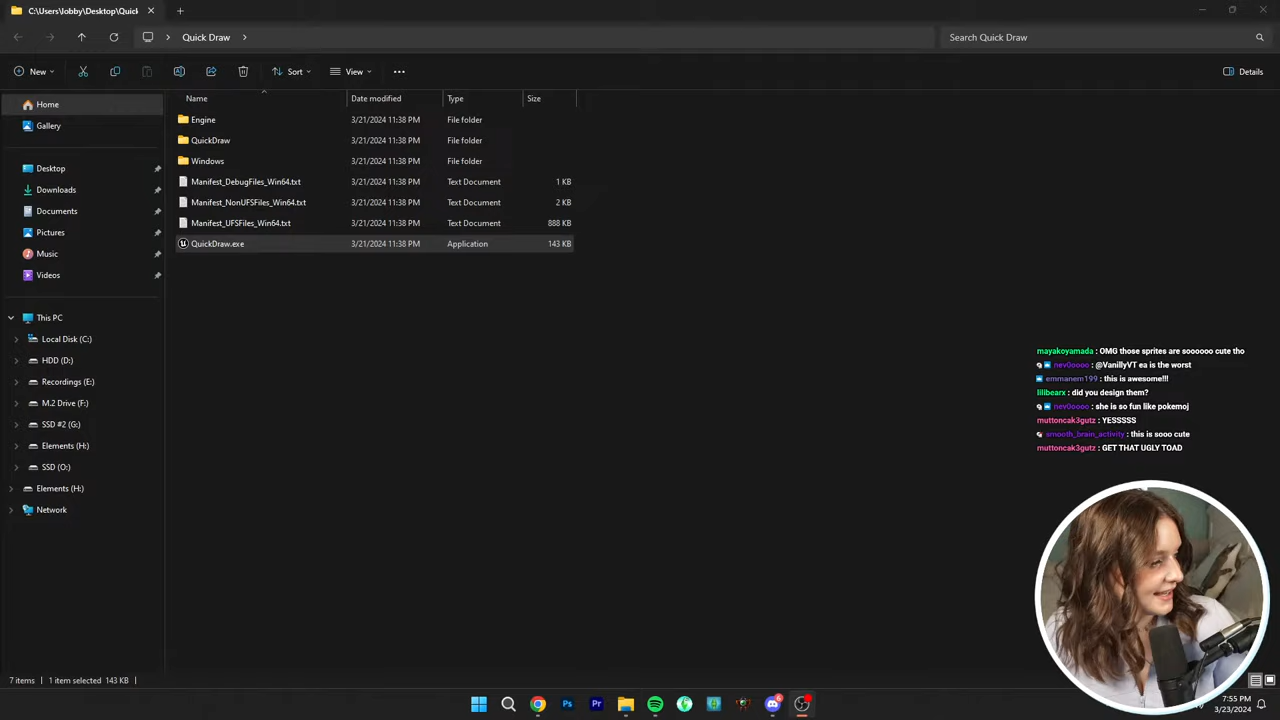 C:\Users\lobby\Desktop\Quick
Quick Draw
Search Quick Draw
New
Sort
View
Details
Name Date modified Type Size
Engine 3/21/2024 11:38 PM File folder
QuickDraw 3/21/2024 11:38 PM File folder
Windows 3/21/2024 11:38 PM File folder
Manifest_DebugFiles_Win64.txt 3/21/2024 11:38 PM Text Document 1 KB
Manifest_NonUFSFiles_Win64.txt 3/21/2024 11:38 PM Text Document 2 KB
Manifest_UFSFiles_Win64.txt 3/21/2024 11:38 PM Text Document 888 KB
QuickDraw.exe 3/21/2024 11:38 PM Application 143 KB
Home
Gallery
Desktop
Downloads
Documents
Pictures
Music
Videos
This PC
Local Disk (C:)
HDD (D:)
Recordings (E:)
M.2 Drive (F:)
SSD #2 (G:)
Elements (H:)
SSD (O:)
Elements (H:)
Network
mayakoyamada : OMG those sprites are soooooo cute tho
nev0oooo : @VanillyVT ea is the worst
emmanem199 : this is awesome!!!
lilibearx : did you design them?
nev0oooo : she is so fun like pokemoj
muttoncak3gutz : YESSSSS
smooth_brain_activity : this is sooo cute
muttoncak3gutz : GET THAT UGLY TOAD
7 items 1 item selected 143 KB
Ps
Pr
7:55 PM
3/23/2024